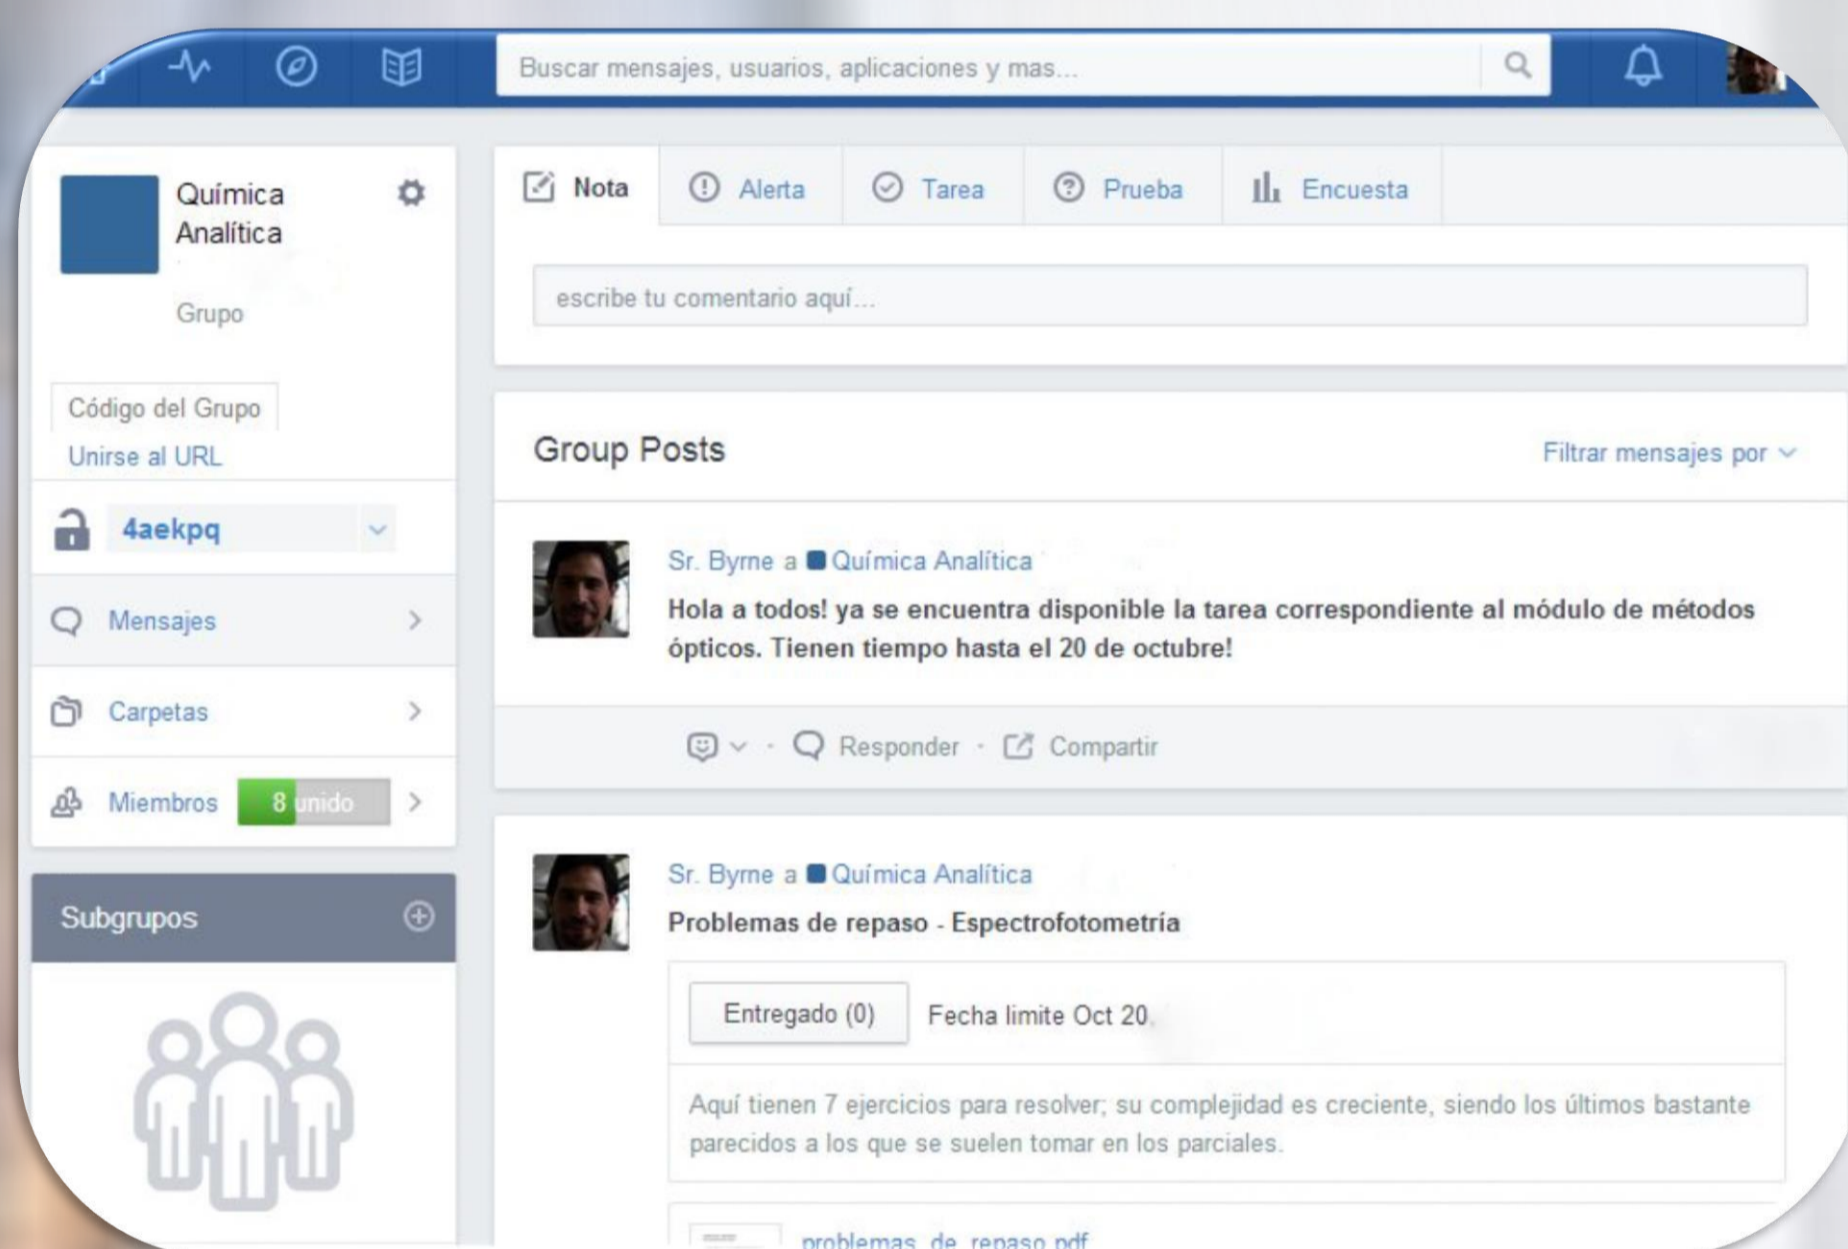 Buscar mensajes, usuarios, aplicaciones y mas...
Química
Analítica
Grupo
Código del Grupo
Unirse al URL
4aekpq
Mensajes
Carpetas
Miembros 8 unido
Subgrupos
Nota Alerta Tarea Prueba Encuesta
escribe tu comentario aquí...
Group Posts Filtrar mensajes por
Sr. Byrne a Química Analítica
Hola a todos! ya se encuentra disponible la tarea correspondiente al módulo de métodos
ópticos. Tienen tiempo hasta el 20 de octubre!
Responder · Compartir
Sr. Byrne a Química Analítica
Problemas de repaso - Espectrofotometría
Entregado (0) Fecha limite Oct 20,
Aquí tienen 7 ejercicios para resolver; su complejidad es creciente, siendo los últimos bastante
parecidos a los que se suelen tomar en los parciales.
problemas_de_repaso.pdf